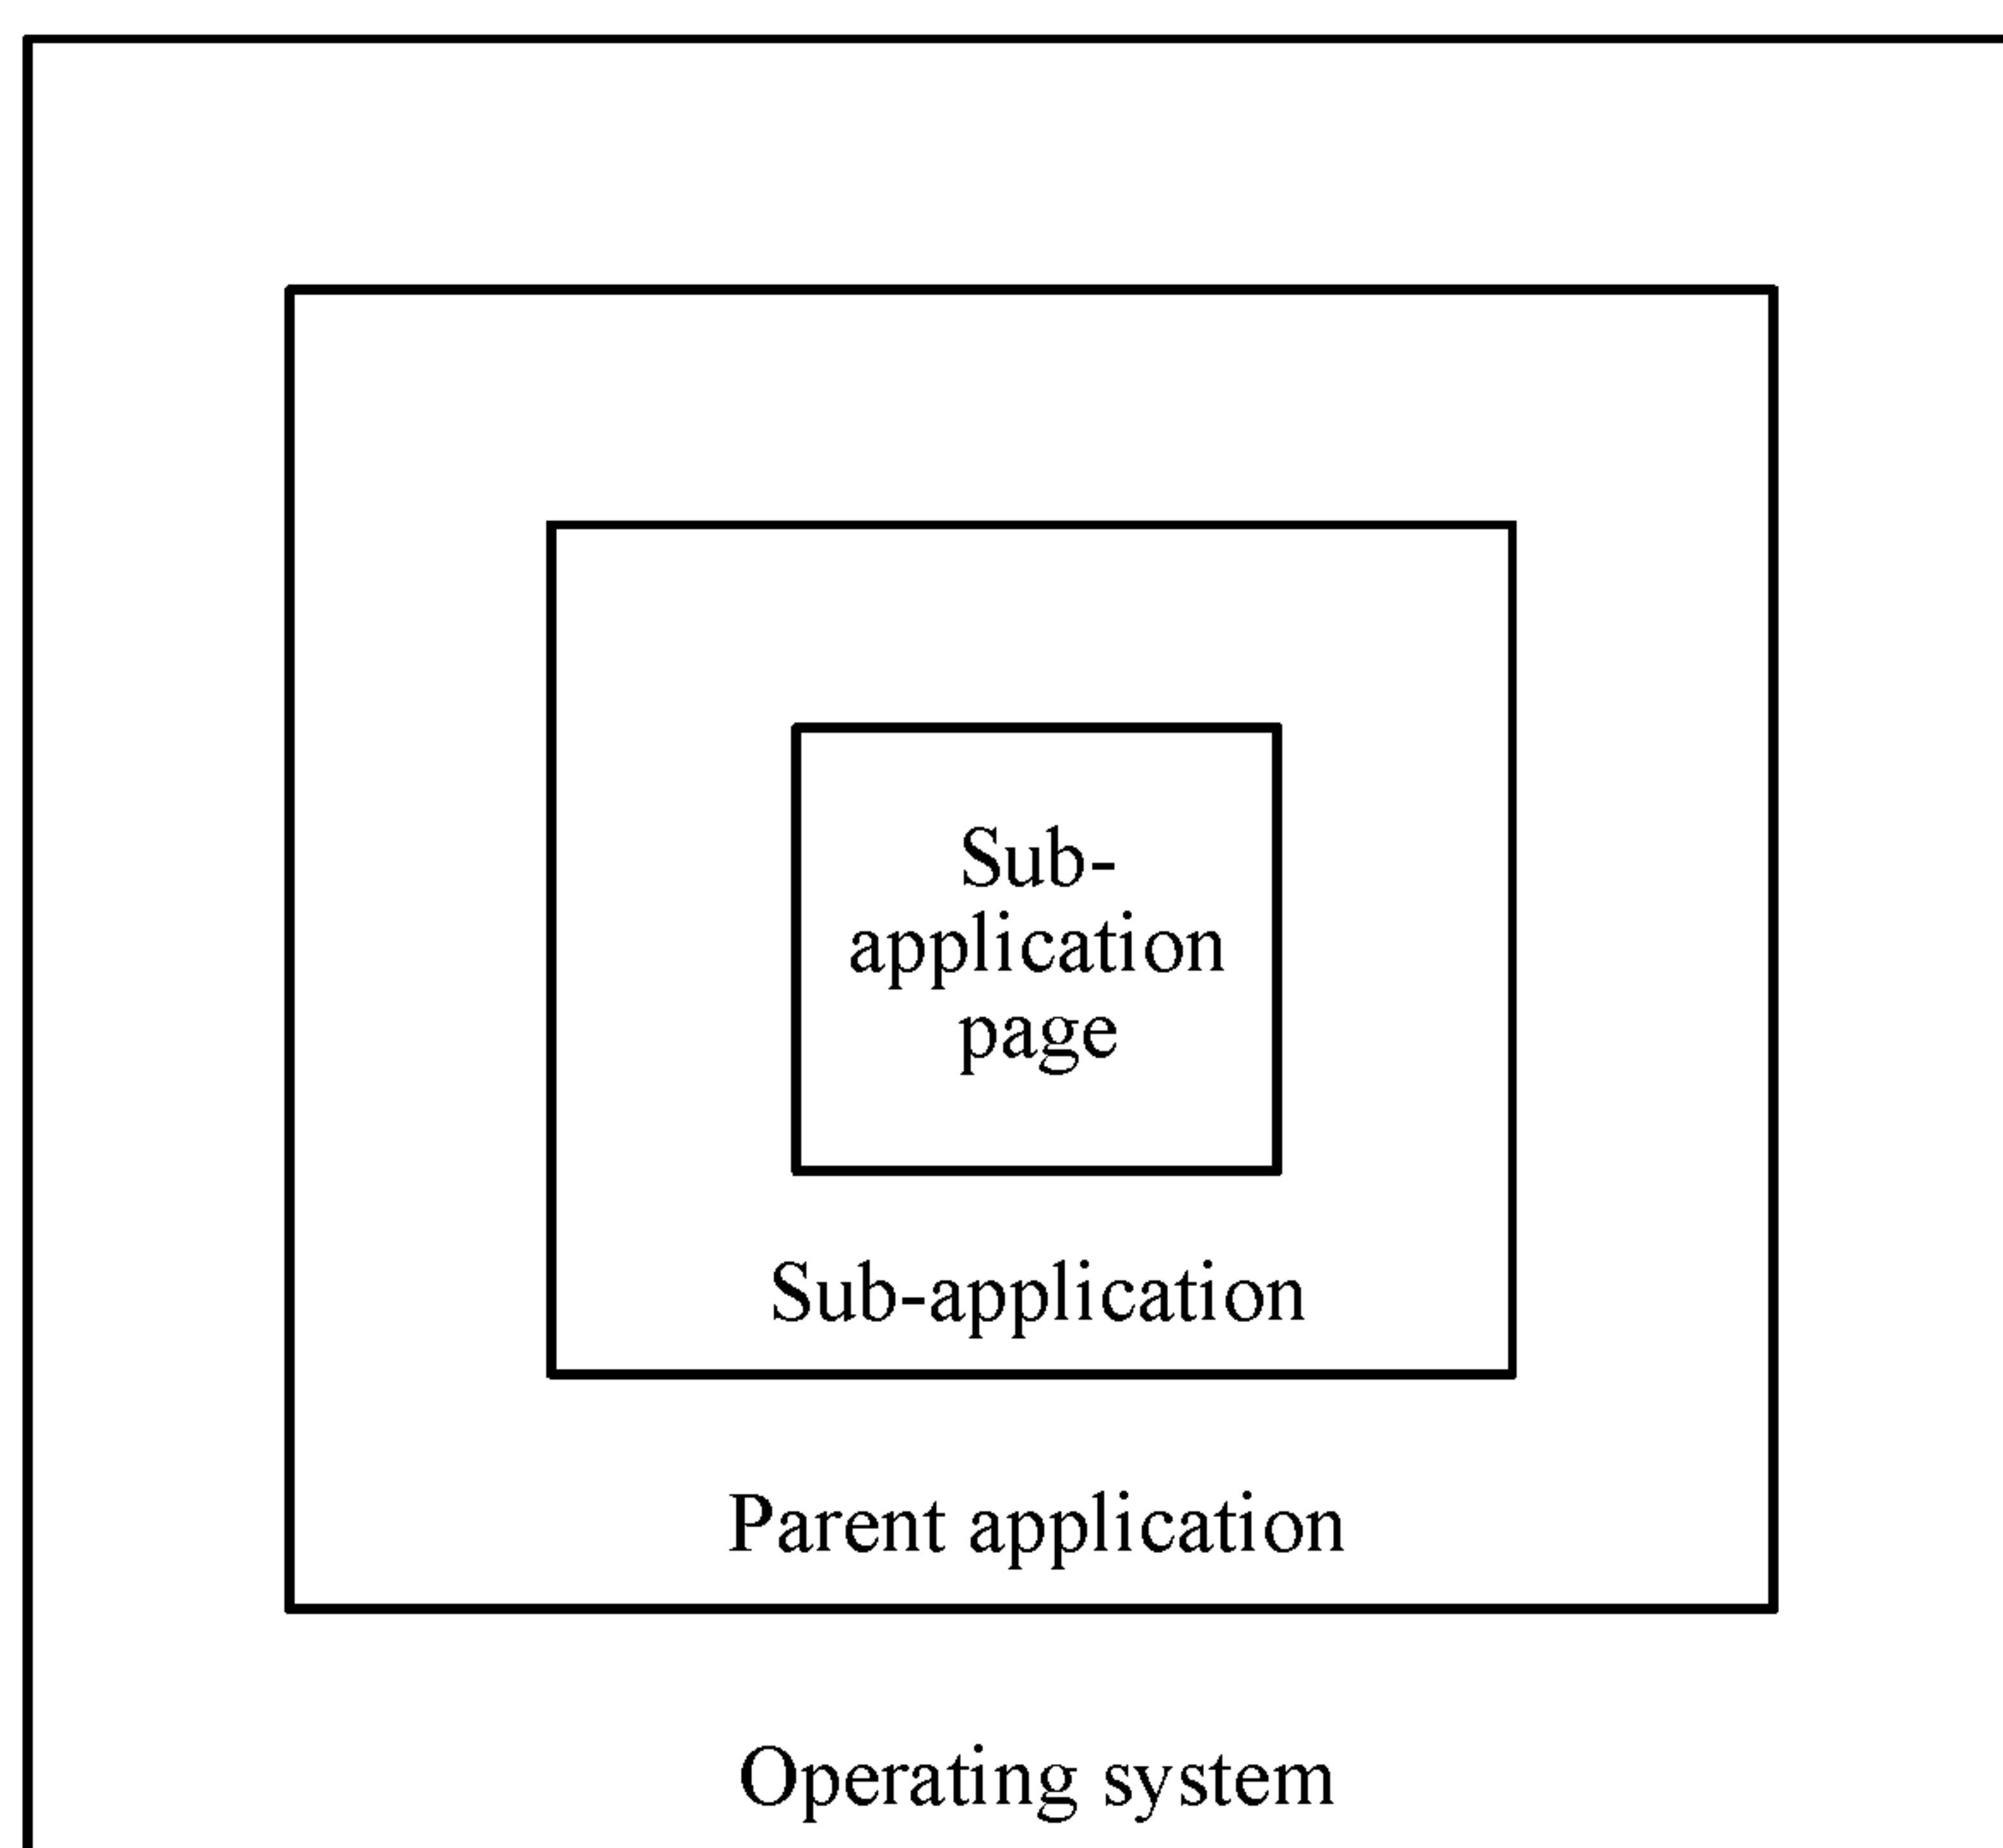 Sub-
application
page
Sub-application
Parent application
Operating system